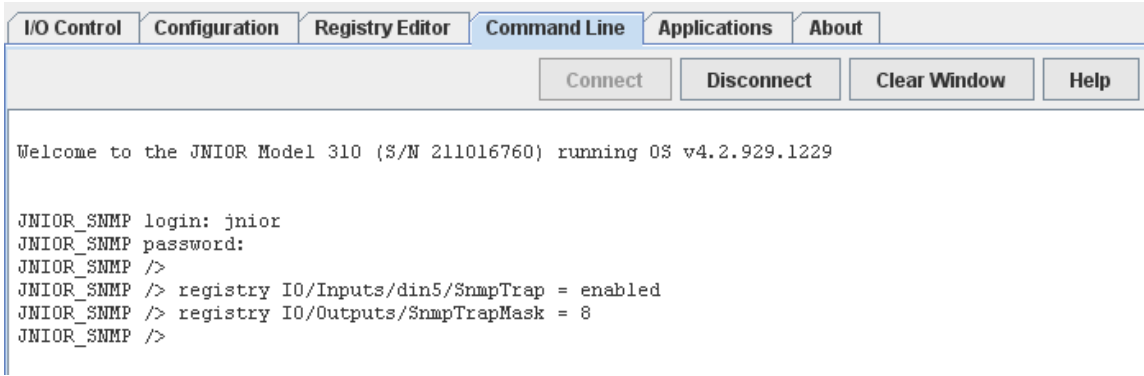 I/O Control Configuration Registry Editor Command Line Applications About
Connect Disconnect Clear Window Help
Welcome to the JNIOR Model 310 (S/N 211016760) running OS v4.2.929.1229
JNIOR_SNMP login: jnior
JNIOR_SNMP password:
JNIOR_SNMP />
JNIOR_SNMP /> registry IO/Inputs/din5/SnmpTrap = enabled
JNIOR_SNMP /> registry IO/Outputs/SnmpTrapMask = 8
JNIOR_SNMP />